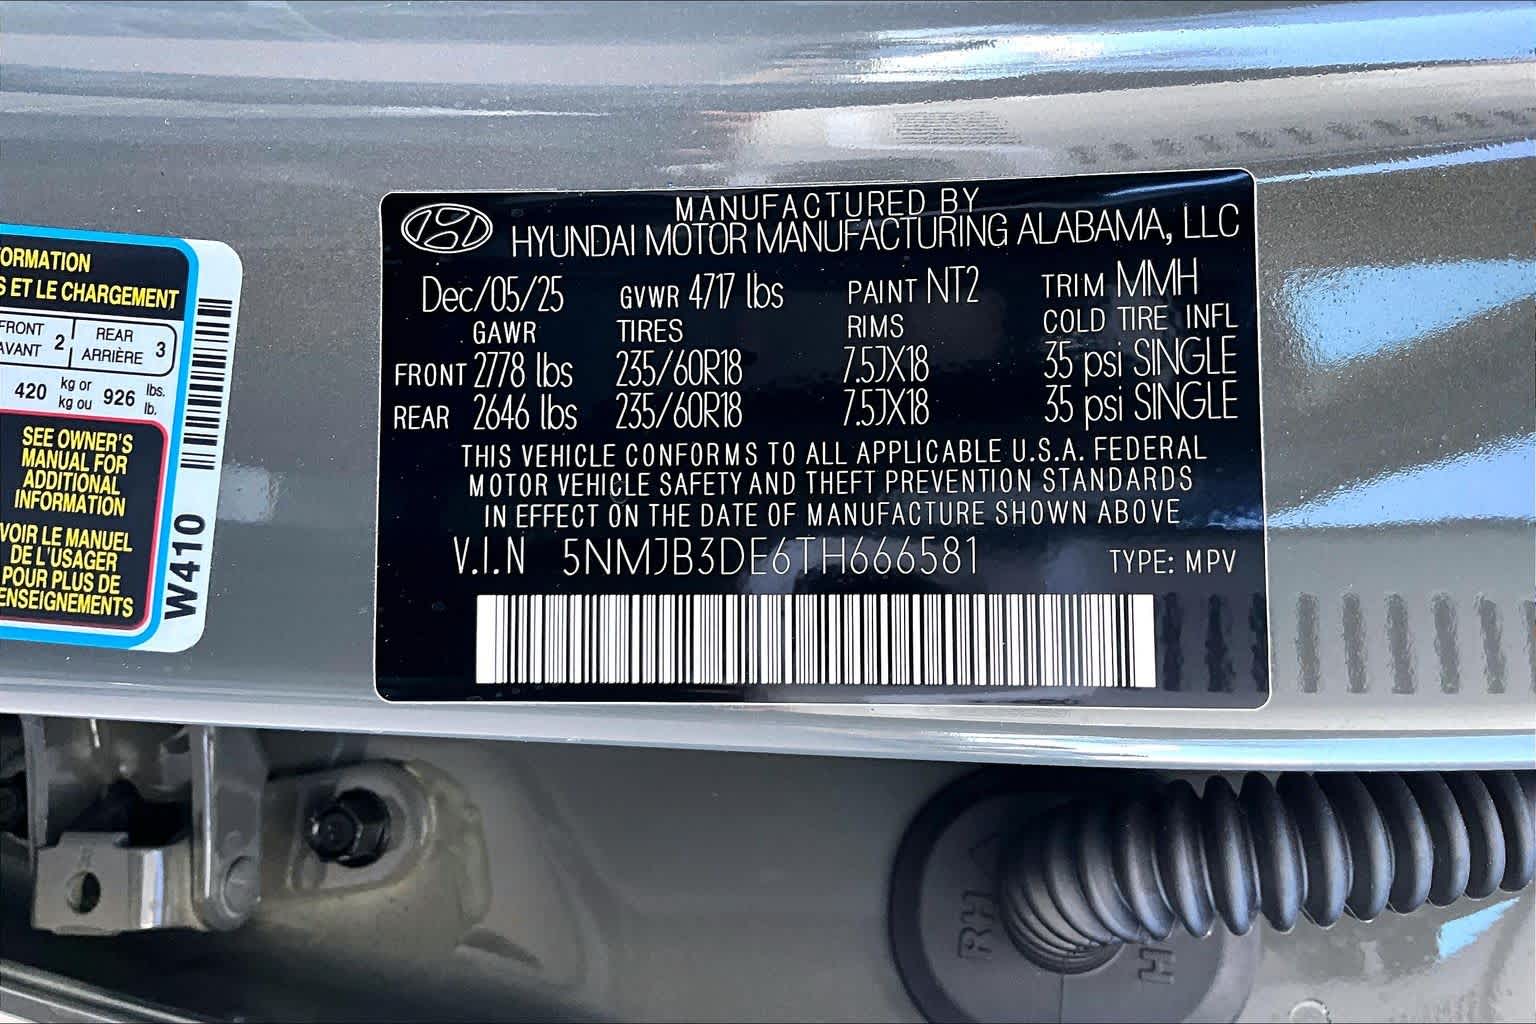 ORMATION
S ET LE CHARGEMENT
FRONT AVANT 2 REAR ARRIÈRE 3
420 kg or kg ou 926 lbs. lb.
SEE OWNER'S
MANUAL FOR
ADDITIONAL
INFORMATION
VOIR LE MANUEL
DE L'USAGER
POUR PLUS DE
ENSEIGNEMENTS
W410
MANUFACTURED BY
HYUNDAI MOTOR MANUFACTURING ALABAMA, LLC
Dec/05/25 GVWR 4717 lbs PAINT NT2 TRIM MMH
GAWR TIRES RIMS COLD TIRE INFL
FRONT 2778 lbs 235/60R18 7.5JX18 35 psi SINGLE
REAR 2646 lbs 235/60R18 7.5JX18 35 psi SINGLE
THIS VEHICLE CONFORMS TO ALL APPLICABLE U.S.A. FEDERAL
MOTOR VEHICLE SAFETY AND THEFT PREVENTION STANDARDS
IN EFFECT ON THE DATE OF MANUFACTURE SHOWN ABOVE
V.I.N 5NMJB3DE6TH666581 TYPE: MPV
RH
H